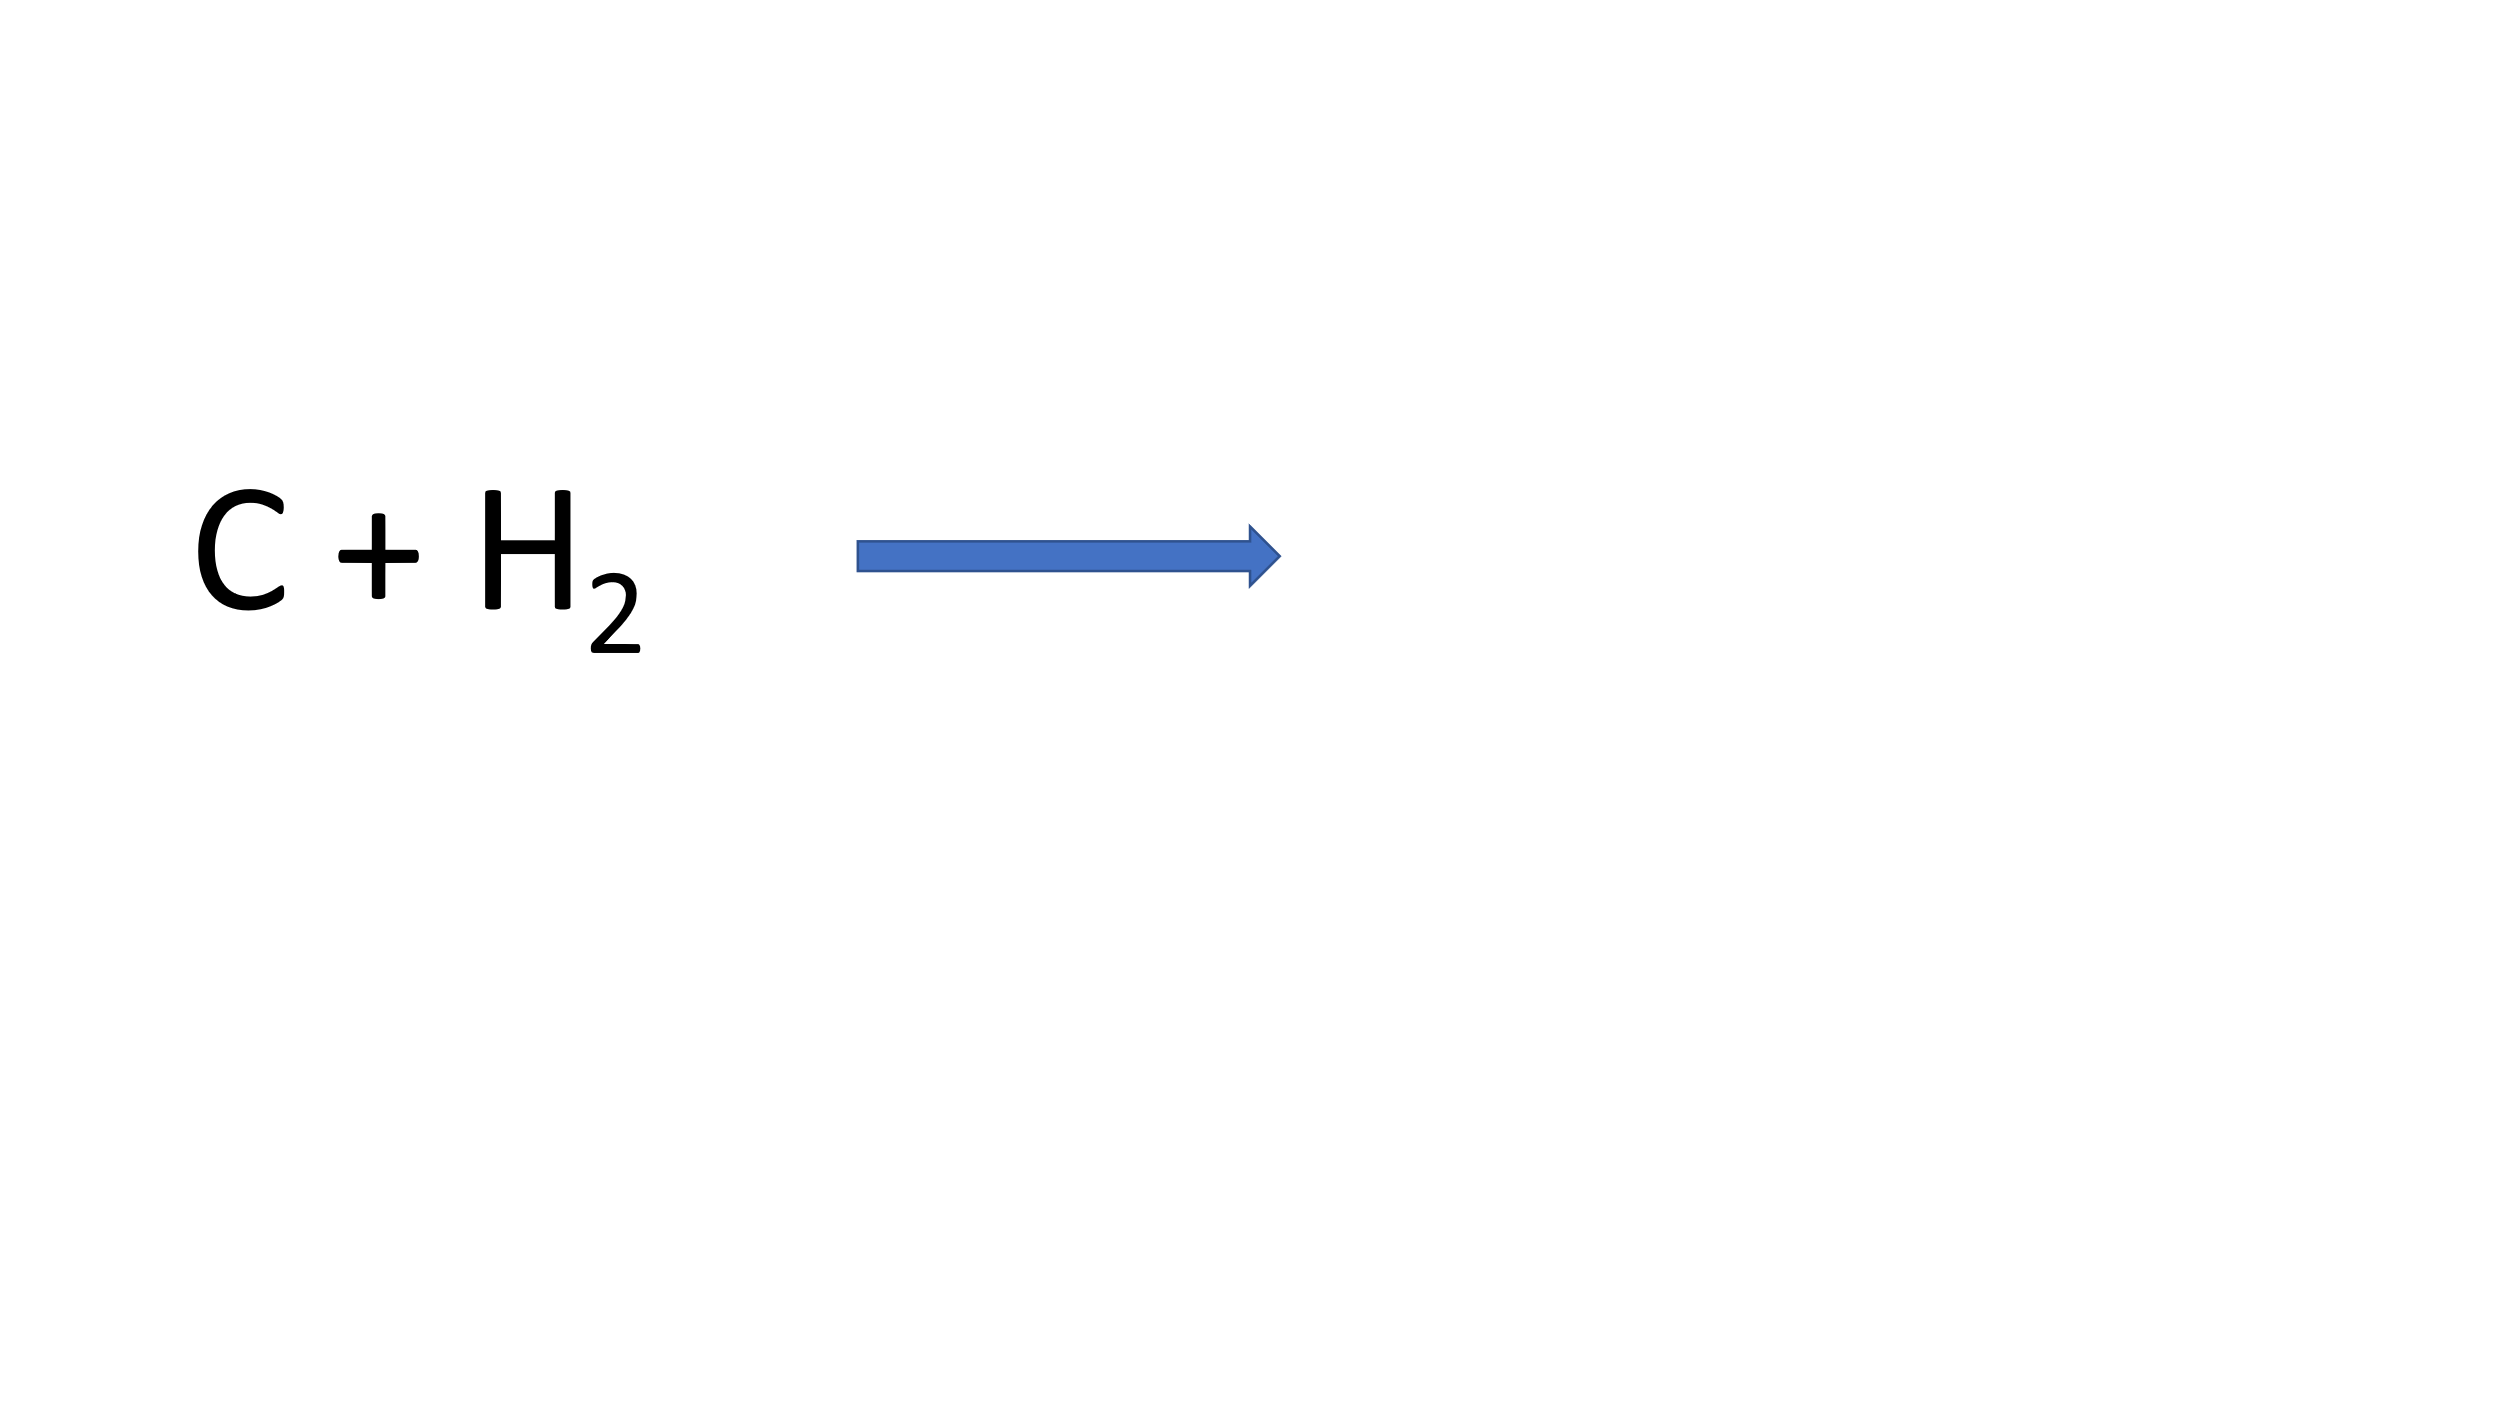 C + H₂